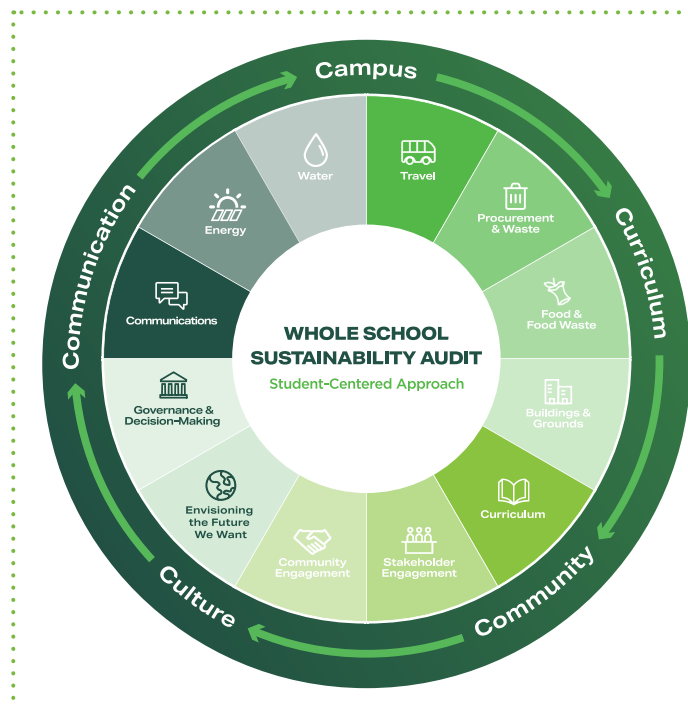 Campus
Curriculum
Community
Culture
Communication
Travel
Procurement
& Waste
Food &
Food Waste
Buildings &
Grounds
Curriculum
Stakeholder
Engagement
Community
Engagement
Envisioning
the Future
We Want
Governance &
Decision-Making
Communications
Energy
Water
WHOLE SCHOOL
SUSTAINABILITY AUDIT
Student-Centered Approach